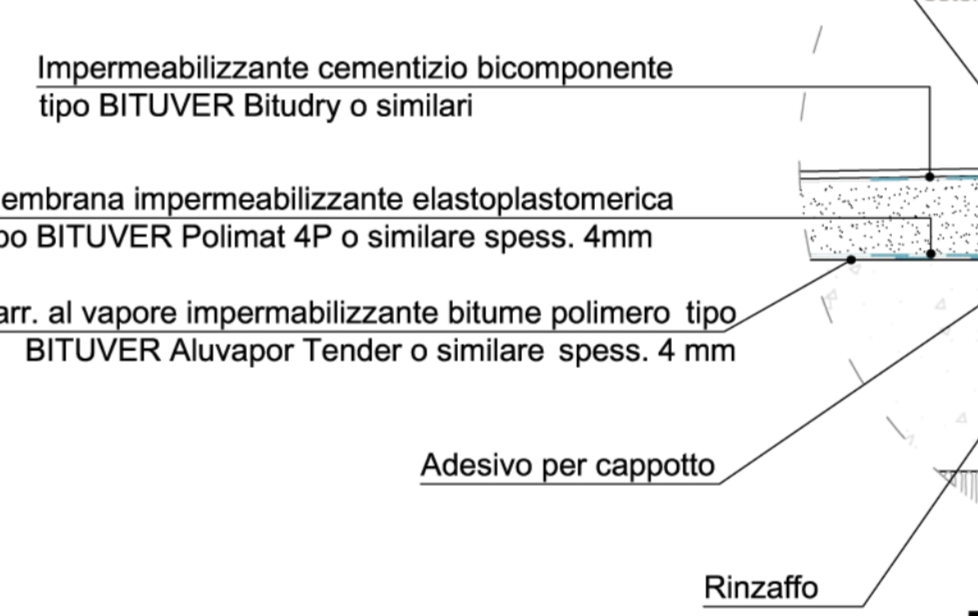 Impermeabilizzante cementizio bicomponente
tipo BITUVER Bitudry o similari
embrana impermeabilizzante elastoplastomerica
po BITUVER Polimat 4P o similare spess. 4mm
arr. al vapore impermabilizzante bitume polimero tipo
BITUVER Aluvapor Tender o similare spess. 4 mm
Adesivo per cappotto
Rinzaffo